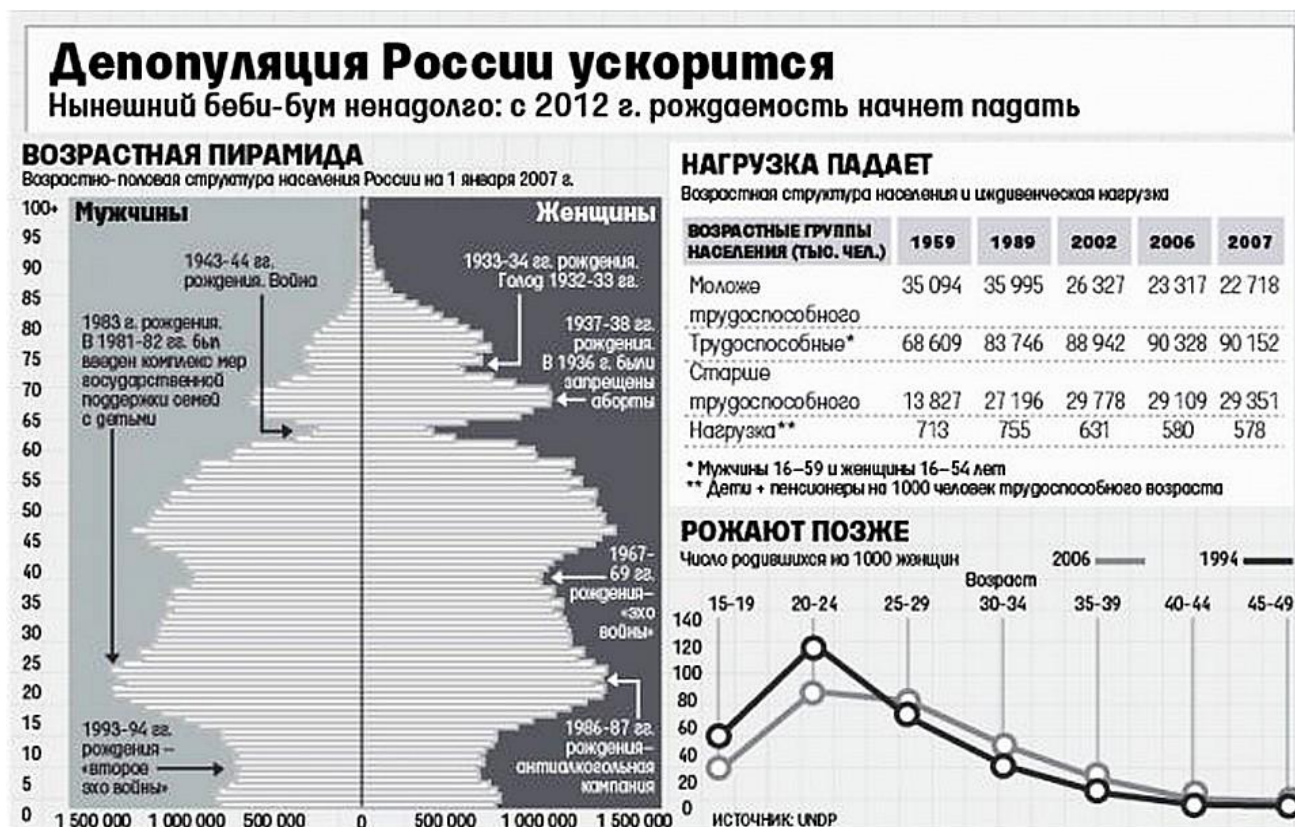 Депопуляция России ускорится
Нынешний беби-бум ненадолго: с 2012 г. рождаемость начнет падать
ВОЗРАСТНАЯ ПИРАМИДА
Возрастно-половая структура населения России на 1 января 2007 г.
Мужчины
Женщины
100+
95
90
85
80
75
70
65
60
55
50
45
40
35
30
25
20
15
10
5
0
1943-44 гг.
рождения. Война
1983 г. рождения.
В 1981-82 гг. был
введен комплекс мер
государственной
поддержки семей
с детьми
1993-94 гг.
рождения –
«второе
эхо войны»
1933-34 гг. рождения.
Голод 1932-33 гг.
1937-38 гг.
рождения.
В 1936 г. были
запрещены
аборты
1967-
69 гг.
рождения–
«эхо
войны»
1986-87 гг.
рождения–
антиалкогольная
кампания
1 500 000 1 000 000 500 000 0 500 000 1 000 000 1 500 000
НАГРУЗКА ПАДАЕТ
Возрастная структура населения и иждивенческая нагрузка
ВОЗРАСТНЫЕ ГРУППЫ
НАСЕЛЕНИЯ (ТЫС. ЧЕЛ.) 1959 1989 2002 2006 2007
Моложе 35 094 35 995 26 327 23 317 22 718
трудоспособного
Трудоспособные* 68 609 83 746 88 942 90 328 90 152
Старше
трудоспособного 13 827 27 196 29 778 29 109 29 351
Нагрузка** 713 755 631 580 578
* Мужчины 16–59 и женщины 16–54 лет
** Дети + пенсионеры на 1000 человек трудоспособного возраста
РОЖАЮТ ПОЗЖЕ
Число родившихся на 1000 женщин 2006 1994
Возраст
15-19 20-24 25-29 30-34 35-39 40-44 45-49
140
120
100
80
60
40
20
0
ИСТОЧНИК: UNDP